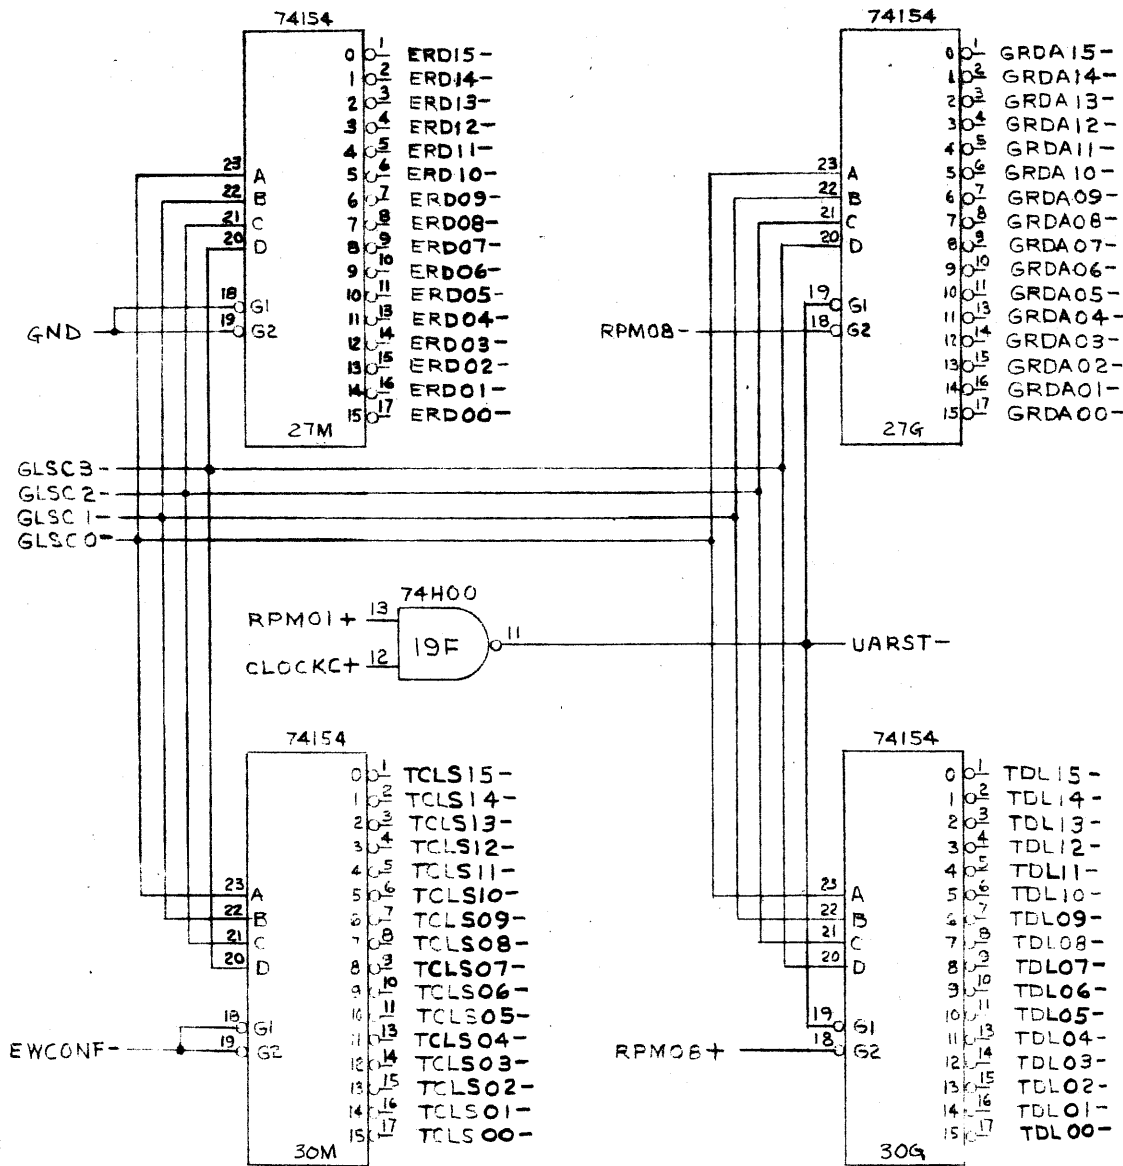 74154
0 1 ERD15-
1 2 ERD14-
2 3 ERD13-
3 4 ERD12-
4 5 ERD11-
23 A 5 6 ERD10-
22 B 6 7 ERD09-
21 C 7 8 ERD08-
20 D 8 9 ERD07-
9 10 ERD06-
10 11 ERD05-
18 G1 11 13 ERD04-
GND 19 G2 12 14 ERD03-
13 15 ERD02-
14 16 ERD01-
15 17 ERD00-
27M
74154
0 1 GRDA15-
1 2 GRDA14-
2 3 GRDA13-
3 4 GRDA12-
4 5 GRDA11-
23 A 5 6 GRDA10-
22 B 6 7 GRDA09-
21 C 7 8 GRDA08-
20 D 8 9 GRDA07-
9 10 GRDA06-
19 G1 10 11 GRDA05-
11 13 GRDA04-
RPM08- 18 G2 12 14 GRDA03-
13 15 GRDA02-
14 16 GRDA01-
15 17 GRDA00-
27G
GLSC3-
GLSC2-
GLSC1-
GLSC0-
74H00
RPM01+ 13
19F 11 UARST-
CLOCKC+ 12
74154
0 1 TCLS15-
1 2 TCLS14-
2 3 TCLS13-
3 4 TCLS12-
4 5 TCLS11-
23 A 5 6 TCLS10-
22 B 6 7 TCLS09-
21 C 7 8 TCLS08-
20 D 8 9 TCLS07-
9 10 TCLS06-
10 11 TCLS05-
18 G1 11 13 TCLS04-
EWCONF- 19 G2 12 14 TCLS03-
13 15 TCLS02-
14 16 TCLS01-
15 17 TCLS00-
30M
74154
0 1 TDL15-
1 2 TDL14-
2 3 TDL13-
3 4 TDL12-
4 5 TDL11-
23 A 5 6 TDL10-
22 B 6 7 TDL09-
21 C 7 8 TDL08-
20 D 8 9 TDL07-
9 10 TDL06-
19 G1 10 11 TDL05-
11 13 TDL04-
RPM08+ 18 G2 12 14 TDL03-
13 15 TDL02-
14 16 TDL01-
15 17 TDL00-
30G